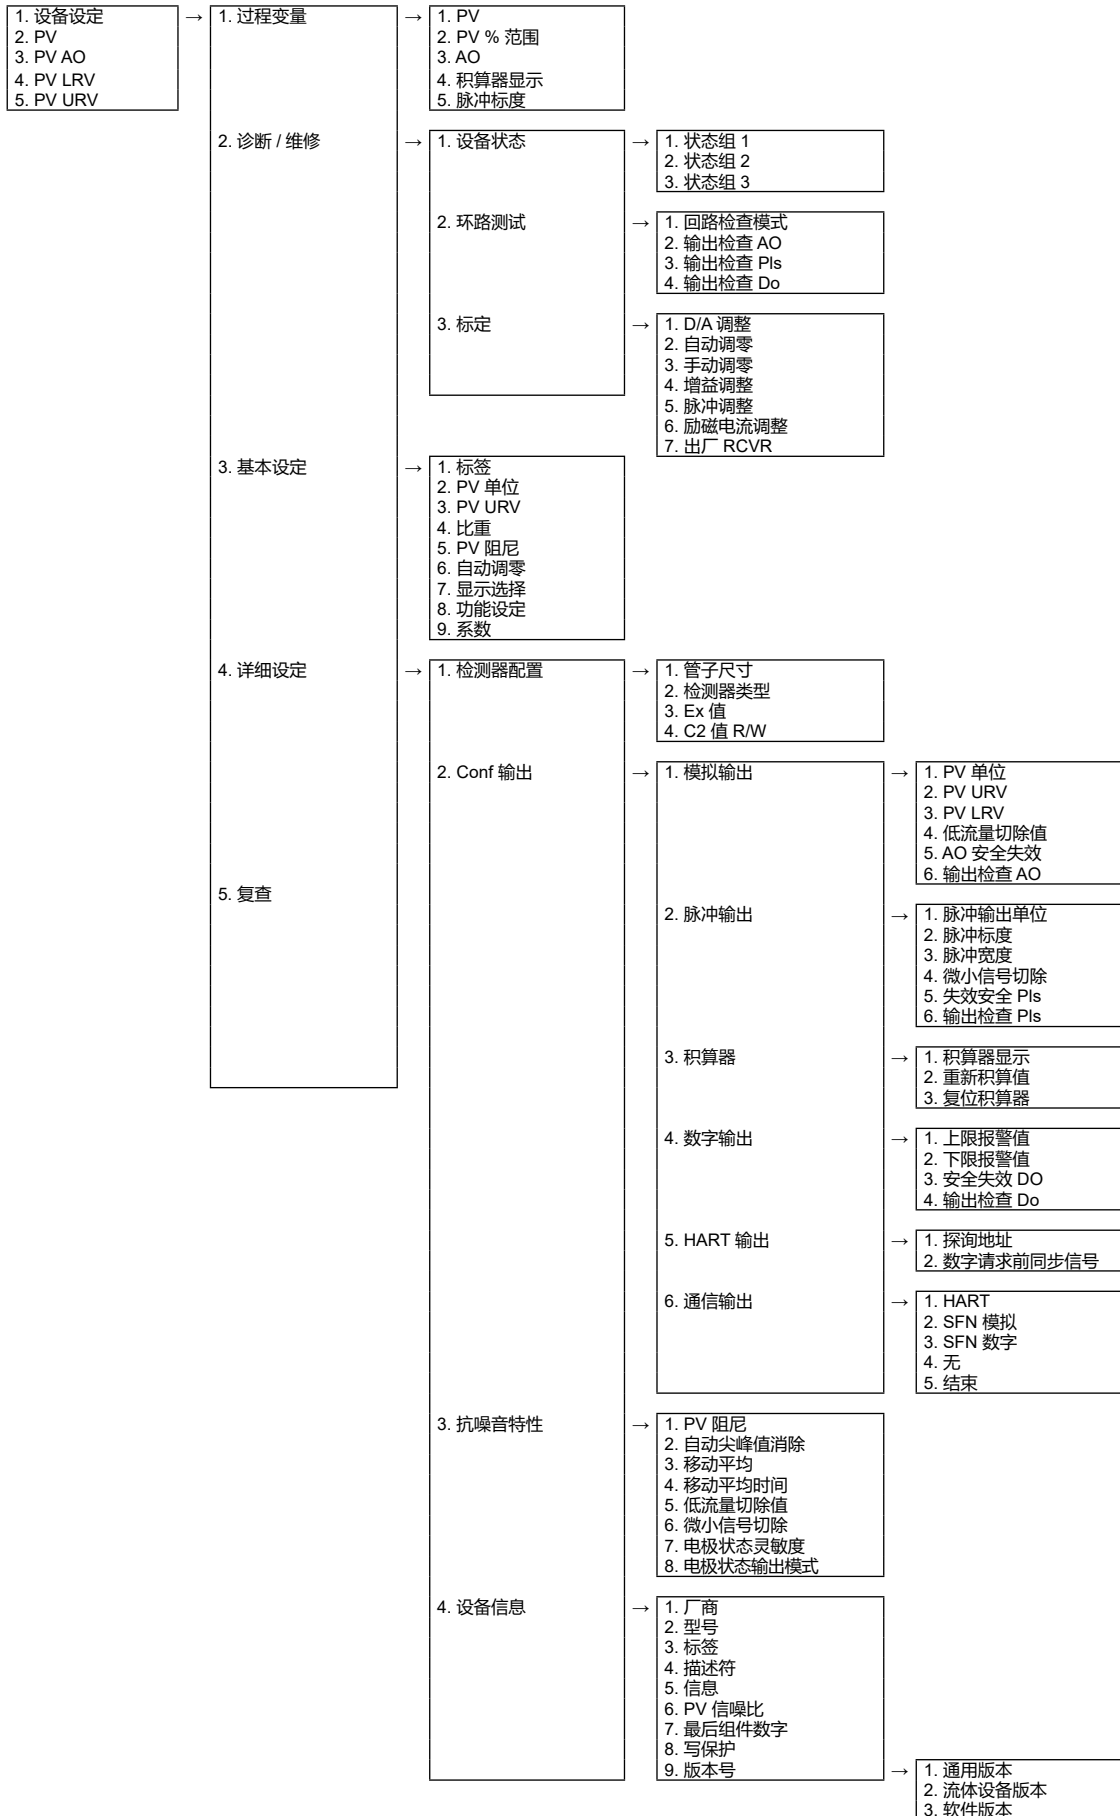 1. 设备设定
2. PV
3. PV AO
4. PV LRV
5. PV URV
→
1. 过程变量
→
1. PV
2. PV % 范围
3. AO
4. 积算器显示
5. 脉冲标度
2. 诊断 / 维修
→
1. 设备状态
→
1. 状态组 1
2. 状态组 2
3. 状态组 3
2. 环路测试
→
1. 回路检查模式
2. 输出检查 AO
3. 输出检查 Pls
4. 输出检查 Do
3. 标定
→
1. D/A 调整
2. 自动调零
3. 手动调零
4. 增益调整
5. 脉冲调整
6. 励磁电流调整
7. 出厂 RCVR
3. 基本设定
→
1. 标签
2. PV 单位
3. PV URV
4. 比重
5. PV 阻尼
6. 自动调零
7. 显示选择
8. 功能设定
9. 系数
4. 详细设定
→
1. 检测器配置
→
1. 管子尺寸
2. 检测器类型
3. Ex 值
4. C2 值 R/W
2. Conf 输出
→
1. 模拟输出
→
1. PV 单位
2. PV URV
3. PV LRV
4. 低流量切除值
5. AO 安全失效
6. 输出检查 AO
5. 复查
2. 脉冲输出
→
1. 脉冲输出单位
2. 脉冲标度
3. 脉冲宽度
4. 微小信号切除
5. 失效安全 Pls
6. 输出检查 Pls
3. 积算器
→
1. 积算器显示
2. 重新积算值
3. 复位积算器
4. 数字输出
→
1. 上限报警值
2. 下限报警值
3. 安全失效 DO
4. 输出检查 Do
5. HART 输出
→
1. 探询地址
2. 数字请求前同步信号
6. 通信输出
→
1. HART
2. SFN 模拟
3. SFN 数字
4. 无
5. 结束
3. 抗噪音特性
→
1. PV 阻尼
2. 自动尖峰值消除
3. 移动平均
4. 移动平均时间
5. 低流量切除值
6. 微小信号切除
7. 电极状态灵敏度
8. 电极状态输出模式
4. 设备信息
→
1. 厂商
2. 型号
3. 标签
4. 描述符
5. 信息
6. PV 信噪比
7. 最后组件数字
8. 写保护
9. 版本号
→
1. 通用版本
2. 流体设备版本
3. 软件版本